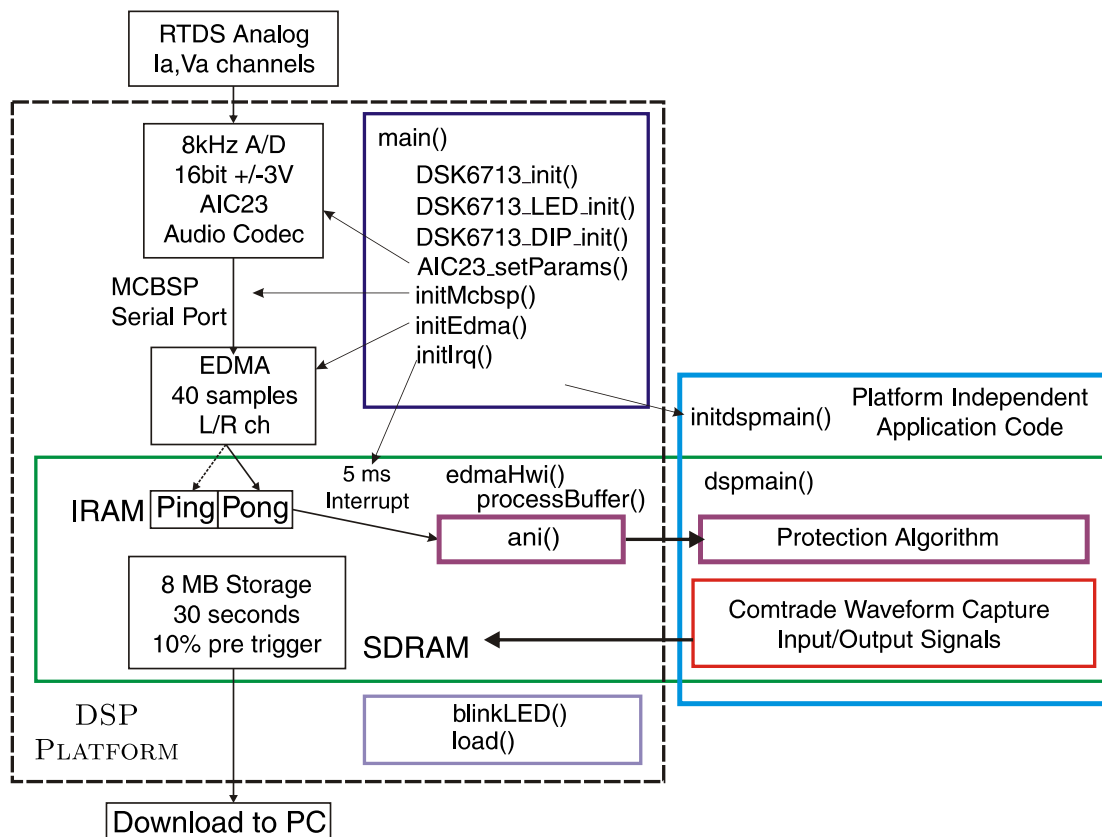 RTDS Analog
Ia,Va channels
8kHz A/D
16bit +/-3V
AIC23
Audio Codec
MCBSP
Serial Port
EDMA
40 samples
L/R ch
main()
DSK6713_init()
DSK6713_LED_init()
DSK6713_DIP_init()
AIC23_setParams()
initMcbsp()
initEdma()
initIrq()
initdspmain()
Platform Independent
Application Code
IRAM
Ping
Pong
5 ms
Interrupt
edmaHwi()
processBuffer()
ani()
dspmain()
Protection Algorithm
8 MB Storage
30 seconds
10% pre trigger
SDRAM
Comtrade Waveform Capture
Input/Output Signals
DSP
PLATFORM
blinkLED()
load()
Download to PC